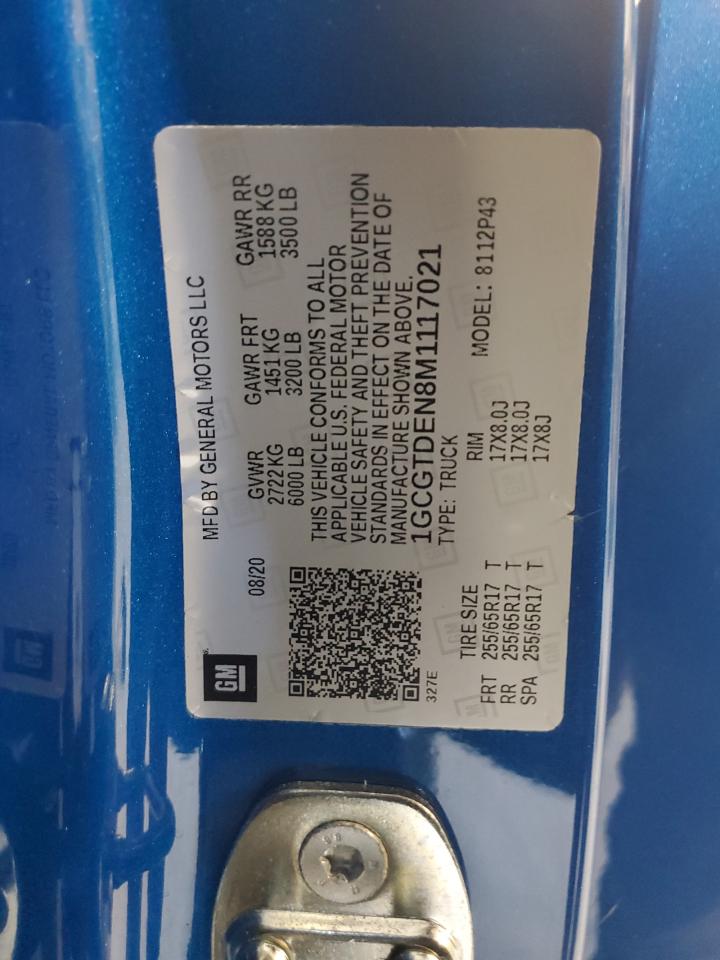 GM
MFD BY GENERAL MOTORS LLC
08/20
GVWR GAWR FRT GAWR RR
2722 KG 1451 KG 1588 KG
6000 LB 3200 LB 3500 LB
THIS VEHICLE CONFORMS TO ALL
APPLICABLE U.S. FEDERAL MOTOR
VEHICLE SAFETY AND THEFT PREVENTION
STANDARDS IN EFFECT ON THE DATE OF
MANUFACTURE SHOWN ABOVE.
1GCGTDEN8M1117021
327E
TYPE: TRUCK
MODEL: 8112P43
TIRE SIZE RIM
FRT 255/65R17 T 17X8.0J
RR 255/65R17 T 17X8.0J
SPA 255/65R17 T 17X8J